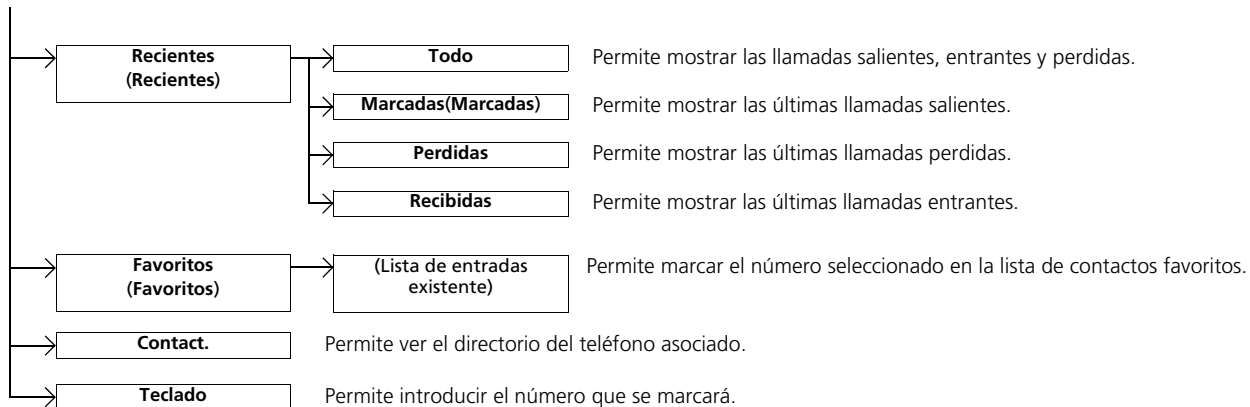 Recientes
(Recientes)
Todo
Permite mostrar las llamadas salientes, entrantes y perdidas.
Marcadas(Marcadas)
Permite mostrar las últimas llamadas salientes.
Perdidas
Permite mostrar las últimas llamadas perdidas.
Recibidas
Permite mostrar las últimas llamadas entrantes.
Favoritos
(Favoritos)
(Lista de entradas
existente)
Permite marcar el número seleccionado en la lista de contactos favoritos.
Contact.
Permite ver el directorio del teléfono asociado.
Teclado
Permite introducir el número que se marcará.